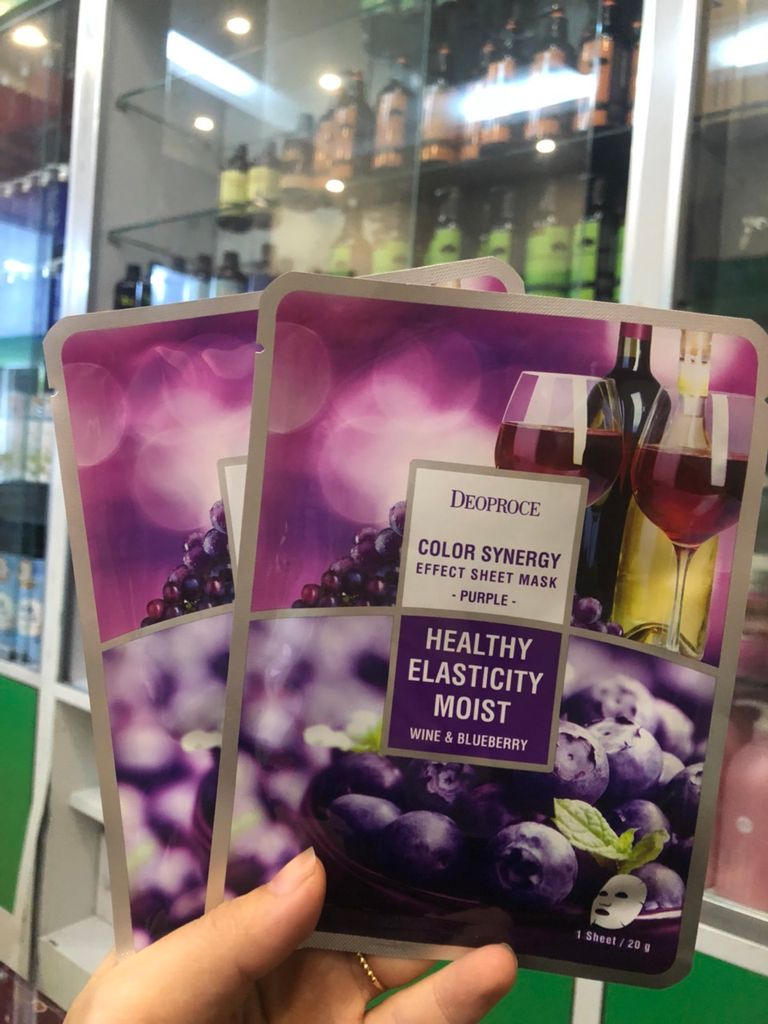 DEOPROCE
COLOR SYNERGY
EFFECT SHEET MASK
- PURPLE -
HEALTHY
ELASTICITY
MOIST
WINE & BLUEBERRY
1 Sheet / 20 g